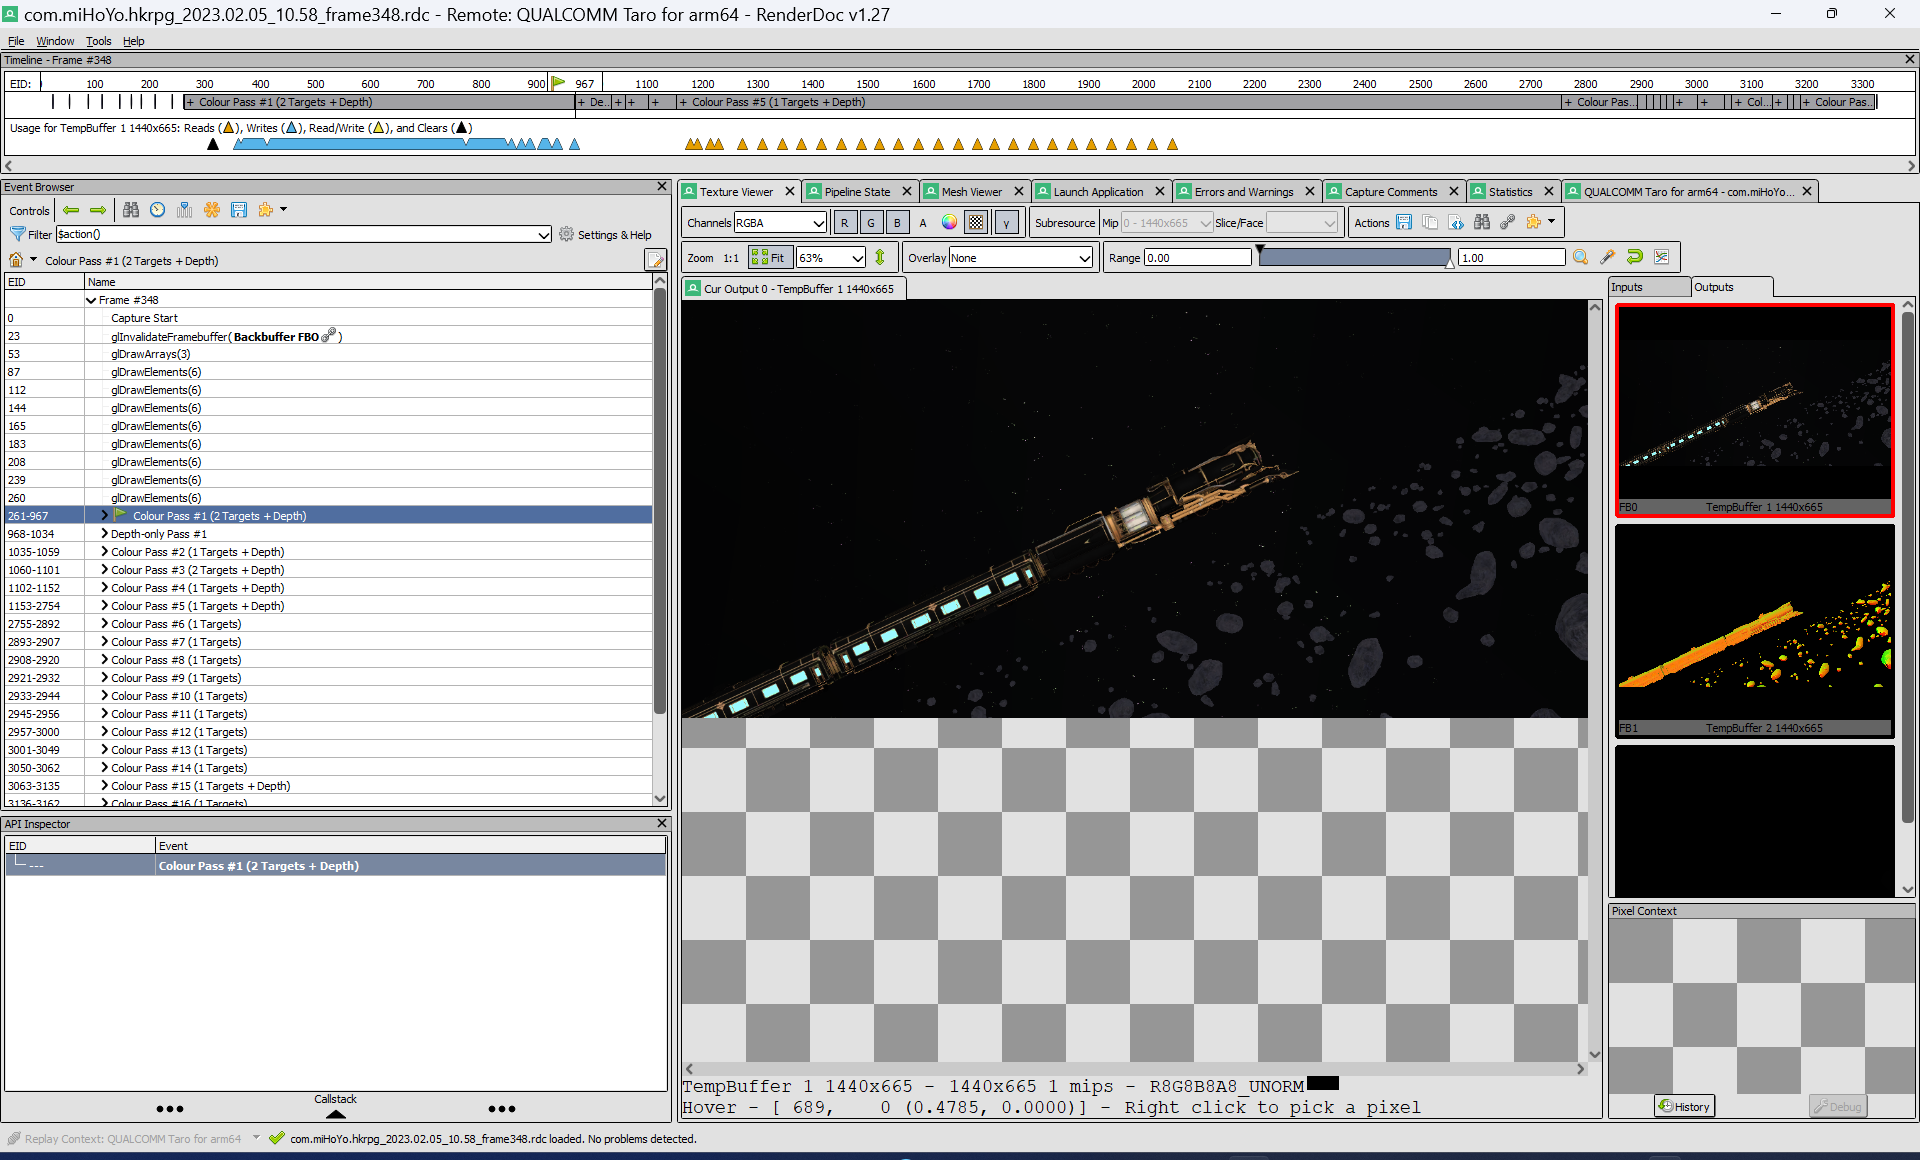 com.miHoYo.hkrpg_2023.02.05_10.58_frame348.rdc - Remote: QUALCOMM Taro for arm64 - RenderDoc v1.27
File Window Tools Help
Timeline - Frame #348
EID: 100 200 300 400 500 600 700 800 900 967 1100 1200 1300 1400 1500 1600 1700 1800 1900 2000 2100 2200 2300 2400 2500 2600 2700 2800 2900 3000 3100 3200 3300
+ Colour Pass #1 (2 Targets + Depth) + De... + + + + Colour Pass #5 (1 Targets + Depth) + Colour Pas... + + + Col... + + Colour Pas...
Usage for TempBuffer 1 1440x665: Reads ( ), Writes ( ), Read/Write ( ), and Clears ( )
Event Browser
Controls
Filter $action() Settings & Help
Colour Pass #1 (2 Targets + Depth)
EID Name
Frame #348
0 Capture Start
23 glInvalidateFramebuffer( Backbuffer FBO )
53 glDrawArrays(3)
87 glDrawElements(6)
112 glDrawElements(6)
144 glDrawElements(6)
165 glDrawElements(6)
183 glDrawElements(6)
208 glDrawElements(6)
239 glDrawElements(6)
260 glDrawElements(6)
261-967 Colour Pass #1 (2 Targets + Depth)
968-1034 Depth-only Pass #1
1035-1059 Colour Pass #2 (1 Targets + Depth)
1060-1101 Colour Pass #3 (2 Targets + Depth)
1102-1152 Colour Pass #4 (1 Targets + Depth)
1153-2754 Colour Pass #5 (1 Targets + Depth)
2755-2892 Colour Pass #6 (1 Targets)
2893-2907 Colour Pass #7 (1 Targets)
2908-2920 Colour Pass #8 (1 Targets)
2921-2932 Colour Pass #9 (1 Targets)
2933-2944 Colour Pass #10 (1 Targets)
2945-2956 Colour Pass #11 (1 Targets)
2957-3000 Colour Pass #12 (1 Targets)
3001-3049 Colour Pass #13 (1 Targets)
3050-3062 Colour Pass #14 (1 Targets)
3063-3135 Colour Pass #15 (1 Targets + Depth)
3136-3162 Colour Pass #16 (1 Targets)
API Inspector
EID Event
--- Colour Pass #1 (2 Targets + Depth)
Callstack
Texture Viewer Pipeline State Mesh Viewer Launch Application Errors and Warnings Capture Comments Statistics QUALCOMM Taro for arm64 - com.miHoYo...
Channels RGBA R G B A γ Subresource Mip 0 - 1440x665 Slice/Face Actions
Zoom 1:1 Fit 63% Overlay None Range 0.00 1.00
Cur Output 0 - TempBuffer 1 1440x665
Inputs Outputs
FB0 TempBuffer 1 1440x665
FB1 TempBuffer 2 1440x665
Pixel Context
History Debug
TempBuffer 1 1440x665 - 1440x665 1 mips - R8G8B8A8_UNORM
Hover - [ 689, 0 (0.4785, 0.0000)] - Right click to pick a pixel
Replay Context: QUALCOMM Taro for arm64 com.miHoYo.hkrpg_2023.02.05_10.58_frame348.rdc loaded. No problems detected.